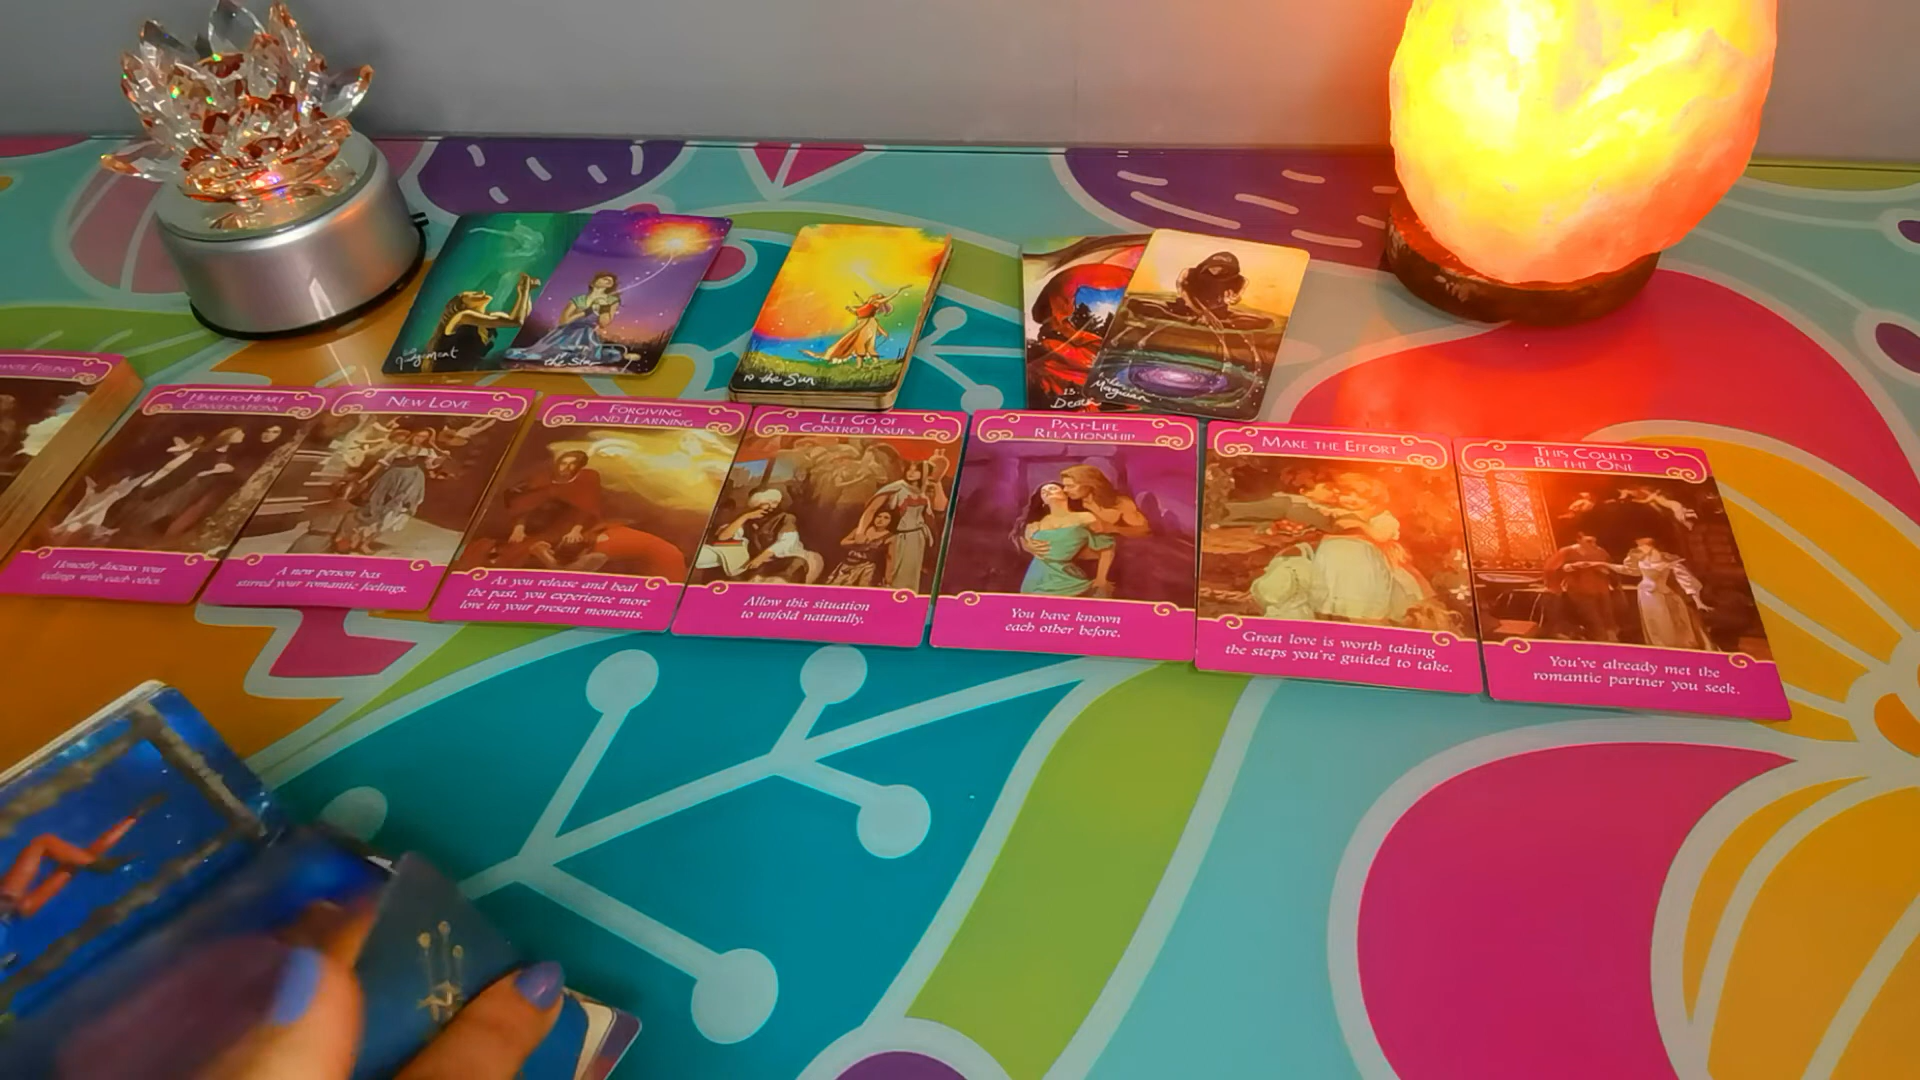 Judgement
the Star
19 the Sun
13.
Death
Magician
Feelings
Heart-to-Heart
Conversations
Honestly discuss your
feelings with each other.
New Love
A new person has
stirred your romantic feelings.
Forgiving
and Learning
As you release and heal
the past, you experience more
love in your present moments.
Let Go of
Control Issues
Allow this situation
to unfold naturally.
Past-Life
Relationship
You have known
each other before.
Make the Effort
Great love is worth taking
the steps you're guided to take.
This Could
Be the One
You've already met the
romantic partner you seek.